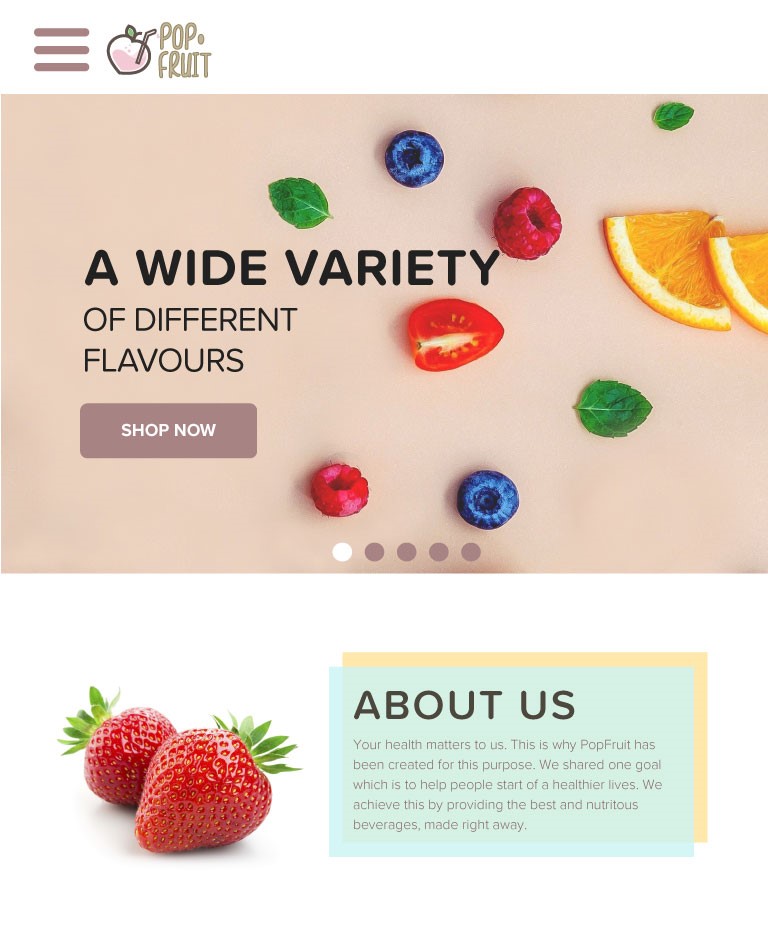 POP
FRUIT
A WIDE VARIETY
OF DIFFERENT
FLAVOURS
SHOP NOW
ABOUT US
Your health matters to us. This is why PopFruit has
been created for this purpose. We shared one goal
which is to help people start of a healthier lives. We
achieve this by providing the best and nutritous
beverages, made right away.